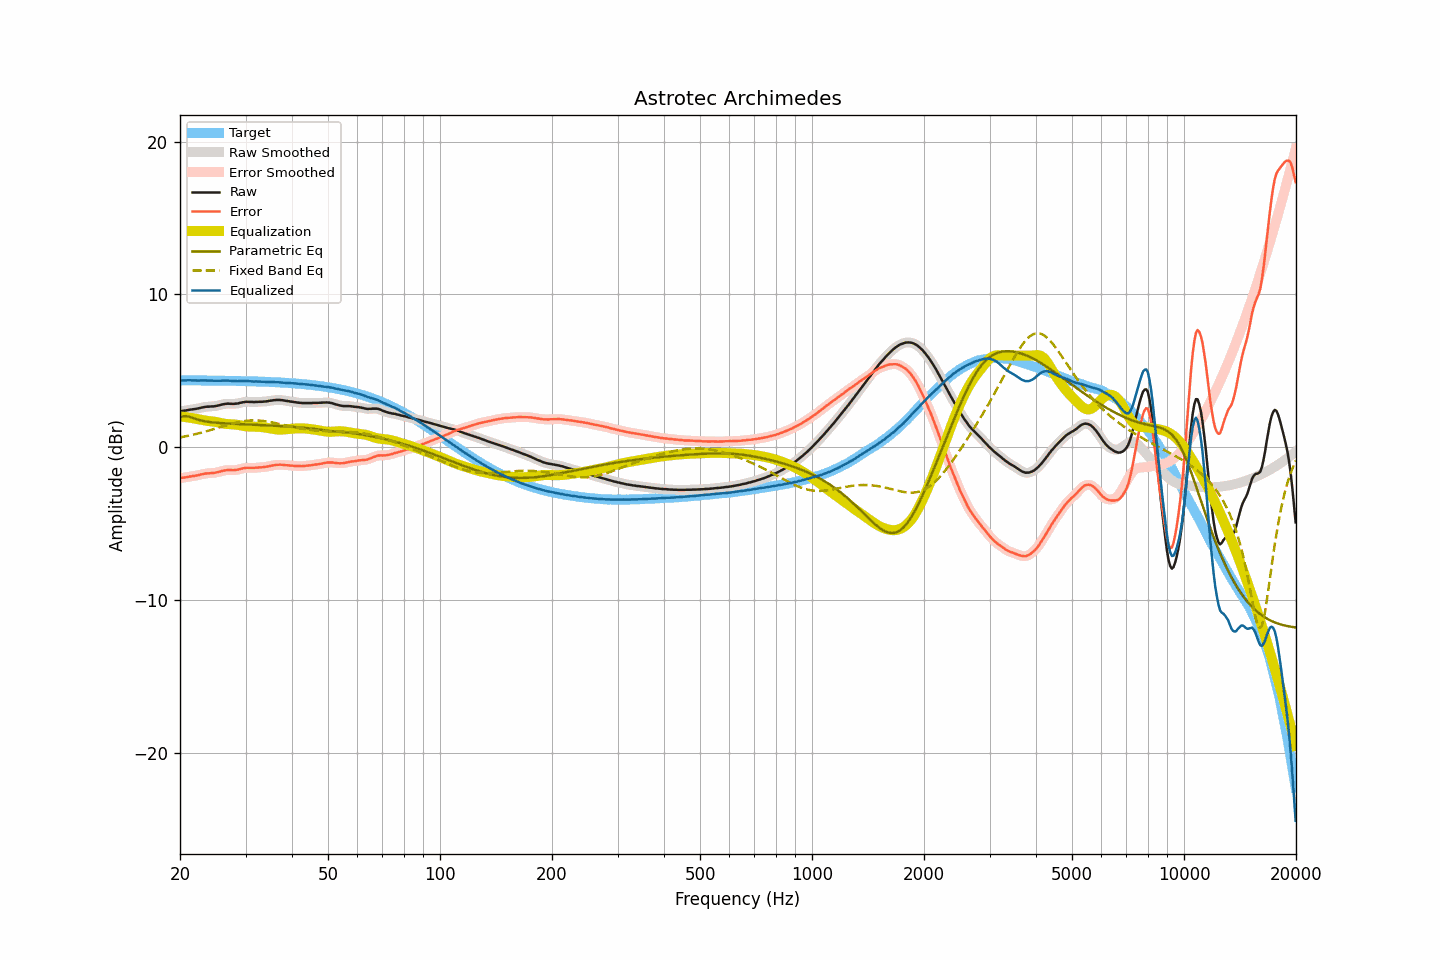 Astrotec Archimedes
Target
Raw Smoothed
Error Smoothed
Raw
Error
Equalization
Parametric Eq
Fixed Band Eq
Equalized
20
10
0
−10
−20
Amplitude (dBr)
20 50 100 200 500 1000 2000 5000 10000 20000
Frequency (Hz)